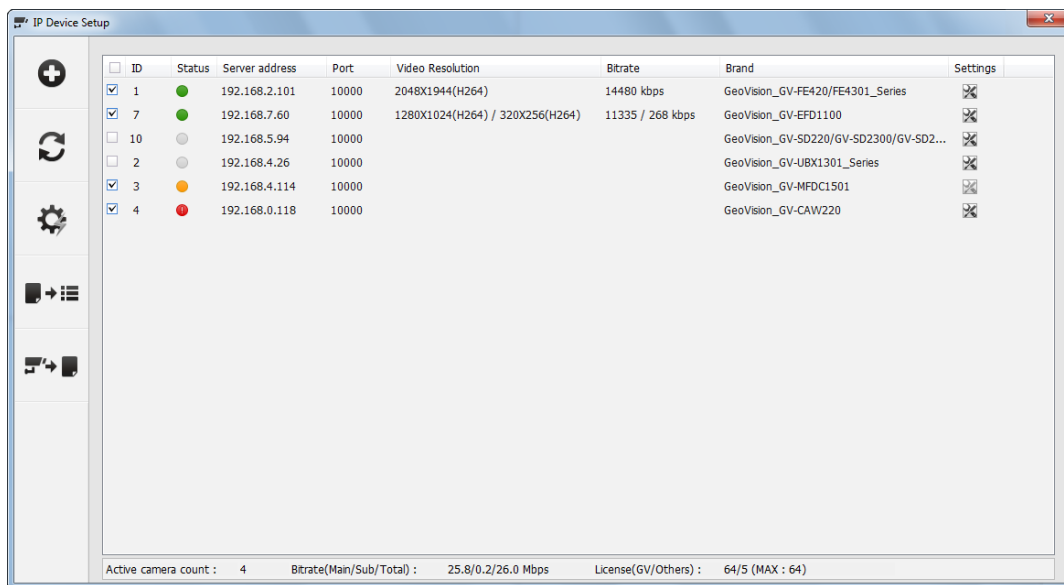 IP Device Setup
ID Status Server address Port Video Resolution Bitrate Brand Settings
1 192.168.2.101 10000 2048X1944(H264) 14480 kbps GeoVision_GV-FE420/FE4301_Series
7 192.168.7.60 10000 1280X1024(H264) / 320X256(H264) 11335 / 268 kbps GeoVision_GV-EFD1100
10 192.168.5.94 10000 GeoVision_GV-SD220/GV-SD2300/GV-SD2...
2 192.168.4.26 10000 GeoVision_GV-UBX1301_Series
3 192.168.4.114 10000 GeoVision_GV-MFDC1501
4 192.168.0.118 10000 GeoVision_GV-CAW220
Active camera count : 4 Bitrate(Main/Sub/Total) : 25.8/0.2/26.0 Mbps License(GV/Others) : 64/5 (MAX : 64)